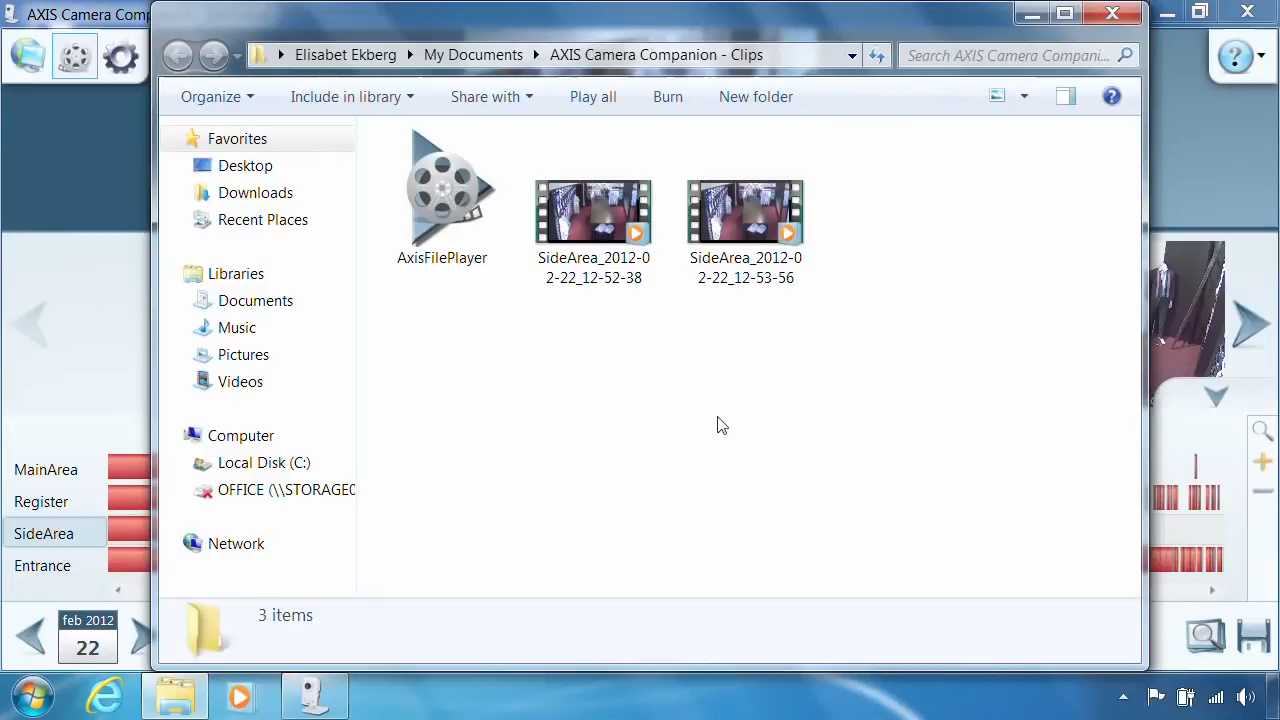 AXIS Camera Comp
Elisabet Ekberg
My Documents
AXIS Camera Companion - Clips
Search AXIS Camera Compani...
Organize
Include in library
Share with
Play all
Burn
New folder
Favorites
Desktop
Downloads
Recent Places
Libraries
Documents
Music
Pictures
Videos
Computer
Local Disk (C:)
OFFICE (\\STORAGE0
Network
AxisFilePlayer
SideArea_2012-0
2-22_12-52-38
SideArea_2012-0
2-22_12-53-56
3 items
MainArea
Register
SideArea
Entrance
feb 2012
22